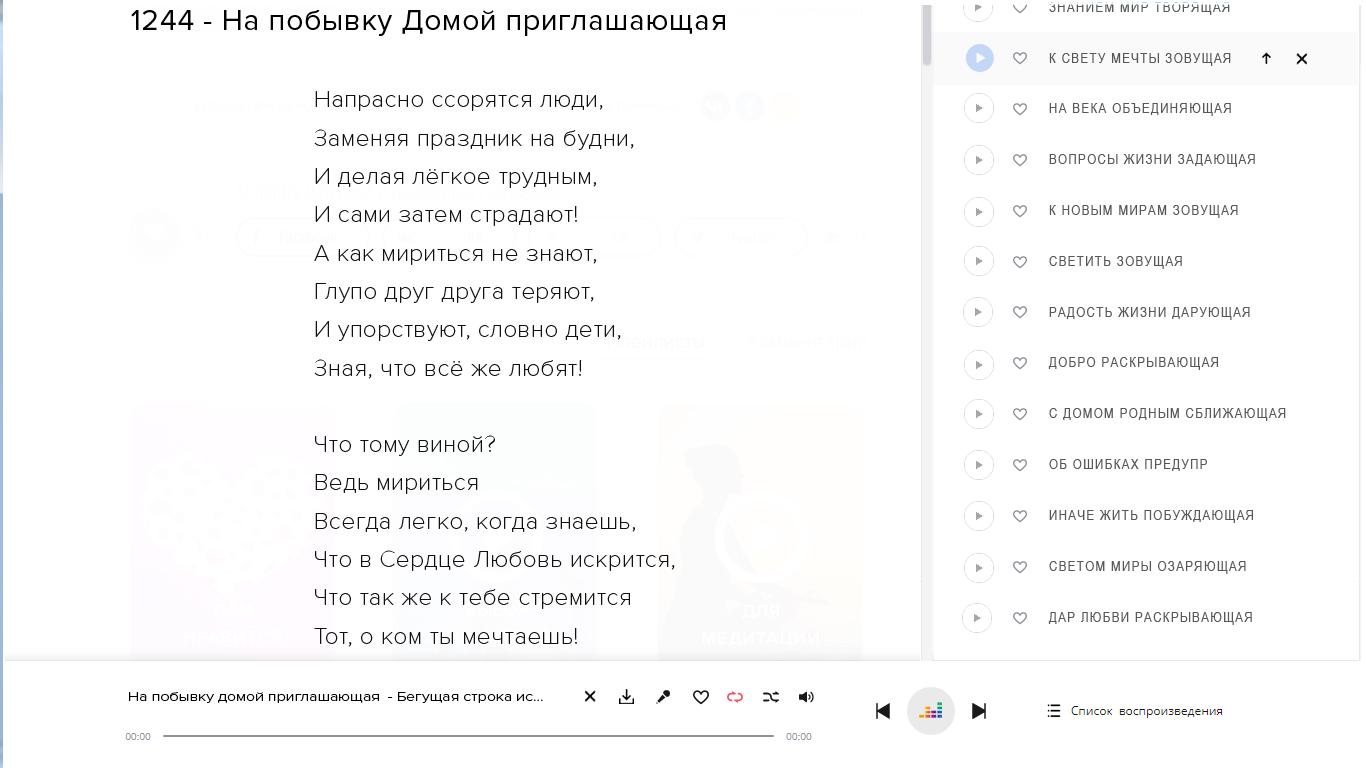 1244 - На побывку Домой приглашающая
Напрасно ссорятся люди,
Заменяя праздник на будни,
И делая лёгкое трудным,
И сами затем страдают!
А как мириться не знают,
Глупо друг друга теряют,
И упорствуют, словно дети,
Зная, что всё же любят!
Что тому виной?
Ведь мириться
Всегда легко, когда знаешь,
Что в Сердце Любовь искрится,
Что так же к тебе стремится
Тот, о ком ты мечтаешь!
ДЛЯ
МЕДИТАЦИИ
ЗНАНИЕМ МИР ТВОРЯЩАЯ
К СВЕТУ МЕЧТЫ ЗОВУЩАЯ
НА ВЕКА ОБЪЕДИНЯЮЩАЯ
ВОПРОСЫ ЖИЗНИ ЗАДАЮЩАЯ
К НОВЫМ МИРАМ ЗОВУЩАЯ
СВЕТИТЬ ЗОВУЩАЯ
РАДОСТЬ ЖИЗНИ ДАРУЮЩАЯ
ДОБРО РАСКРЫВАЮЩАЯ
С ДОМОМ РОДНЫМ СБЛИЖАЮЩАЯ
ОБ ОШИБКАХ ПРЕДУПР
ИНАЧЕ ЖИТЬ ПОБУЖДАЮЩАЯ
СВЕТОМ МИРЫ ОЗАРЯЮЩАЯ
ДАР ЛЮБВИ РАСКРЫВАЮЩАЯ
На побывку домой приглашающая - Бегущая строка ис...
00:00
00:00
Список воспроизведения